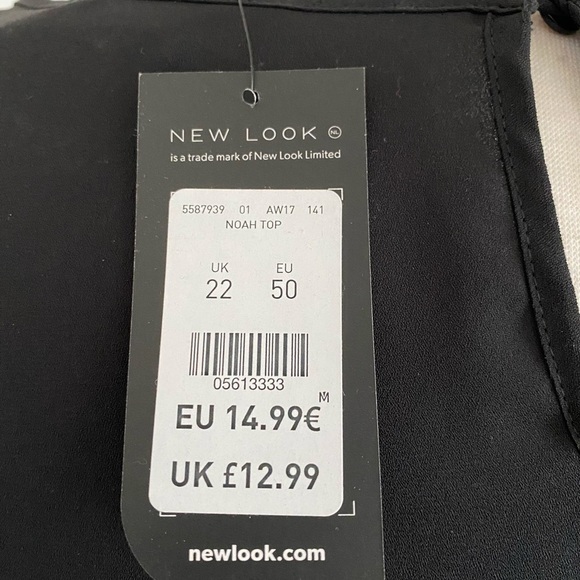 NEW LOOK NL
is a trade mark of New Look Limited
5587939 01 AW17 141
NOAH TOP
UK EU
22 50
05613333
M
EU 14.99€
UK £12.99
newlook.com